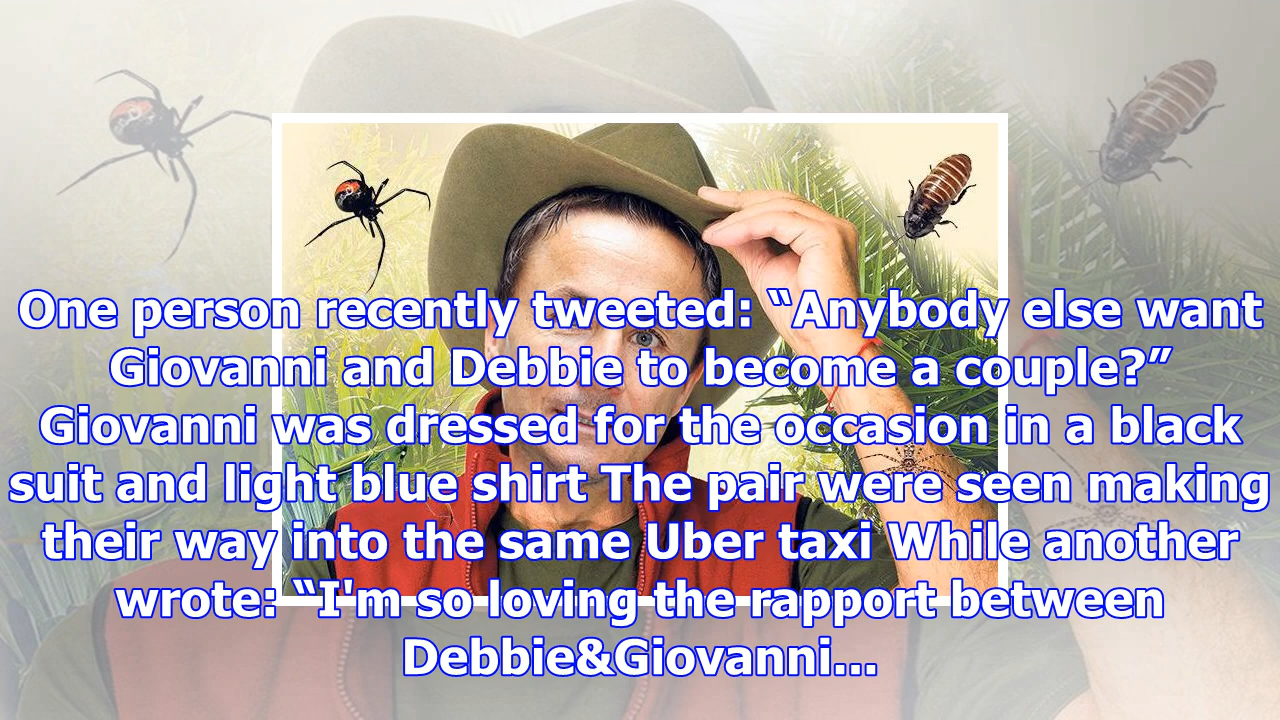 One person recently tweeted: “Anybody else want
Giovanni and Debbie to become a couple?”
Giovanni was dressed for the occasion in a black
suit and light blue shirt The pair were seen making
their way into the same Uber taxi While another
wrote: “I'm so loving the rapport between
Debbie&Giovanni...